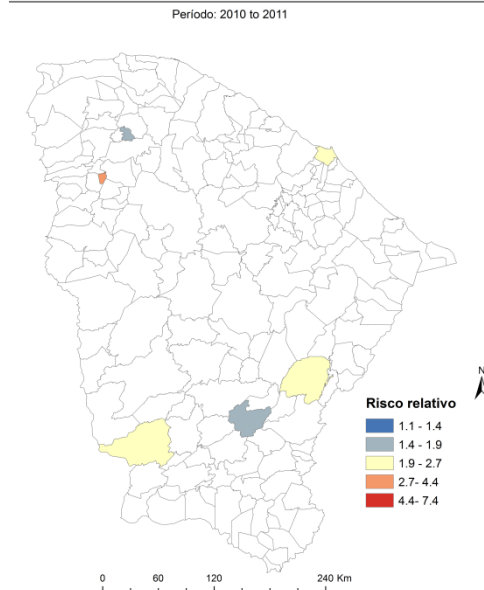 Período: 2010 to 2011
N
Risco relativo
1.1 - 1.4
1.4 - 1.9
1.9 - 2.7
2.7- 4.4
4.4- 7.4
0 60 120 240 Km